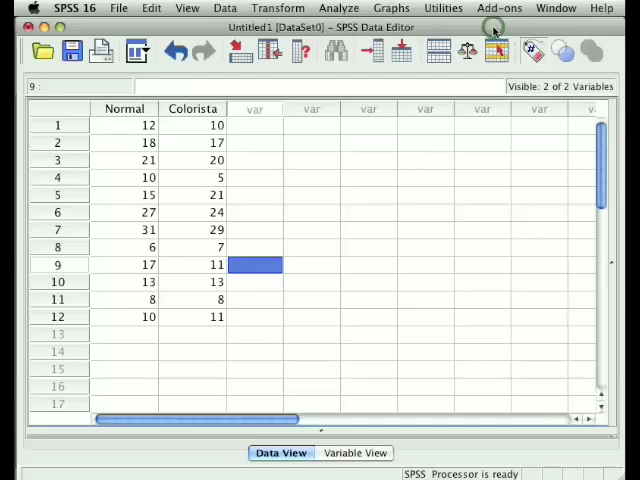 SPSS 16 File Edit View Data Transform Analyze Graphs Utilities Add-ons Window Help
Untitled1 [DataSet0] – SPSS Data Editor
9 : Visible: 2 of 2 Variables
Normal Colorista var var var var var var
1 12 10
2 18 17
3 21 20
4 10 5
5 15 21
6 27 24
7 31 29
8 6 7
9 17 11
10 13 13
11 8 8
12 10 11
13
14
15
16
17
Data View Variable View
SPSS Processor is ready